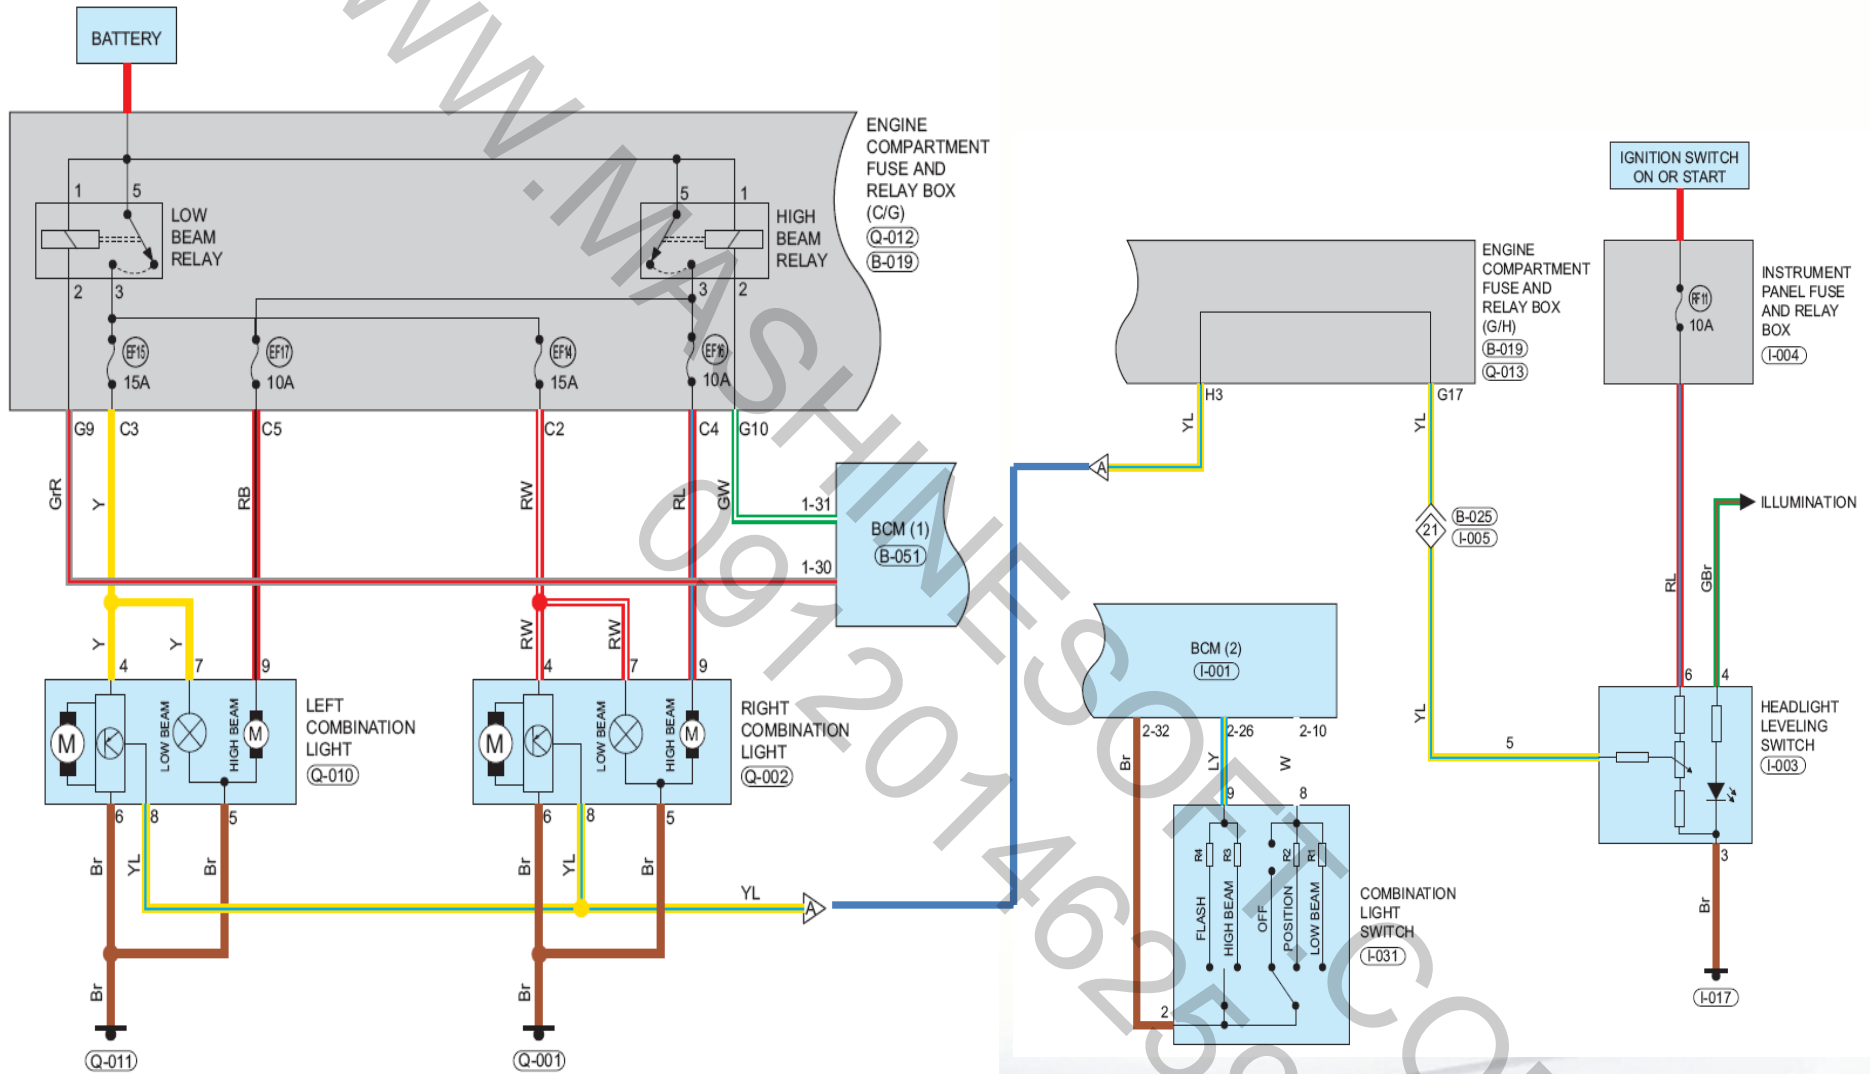 BATTERY
ENGINE
COMPARTMENT
FUSE AND
RELAY BOX
(C/G)
Q-012
B-019
1
5
LOW
BEAM
RELAY
2
3
5
1
HIGH
BEAM
RELAY
3
2
EF15
15A
EF17
10A
EF14
15A
EF16
10A
G9
C3
C5
C2
C4
G10
GrR
Y
RB
RW
RL
GW
1-31
1-30
BCM (1)
B-051
Y
Y
RW
RW
4
7
9
4
7
9
M
LOW BEAM
HIGH BEAM
M
LEFT
COMBINATION
LIGHT
Q-010
M
LOW BEAM
HIGH BEAM
M
RIGHT
COMBINATION
LIGHT
Q-002
6
8
5
6
8
5
Br
YL
Br
Br
YL
Br
YL
A
Br
Br
Q-011
Q-001
ENGINE
COMPARTMENT
FUSE AND
RELAY BOX
(G/H)
B-019
Q-013
H3
G17
YL
YL
A
21
B-025
I-005
YL
5
IGNITION SWITCH
ON OR START
RF11
10A
INSTRUMENT
PANEL FUSE
AND RELAY
BOX
I-004
ILLUMINATION
RL
GBr
6
4
HEADLIGHT
LEVELING
SWITCH
I-003
3
Br
I-017
BCM (2)
I-001
2-32
2-26
2-10
Br
LY
W
9
8
R4
R3
R2
R1
FLASH
HIGH BEAM
OFF
POSITION
LOW BEAM
2
COMBINATION
LIGHT
SWITCH
I-031
WW.MASHINESOFT.CO
0912014625